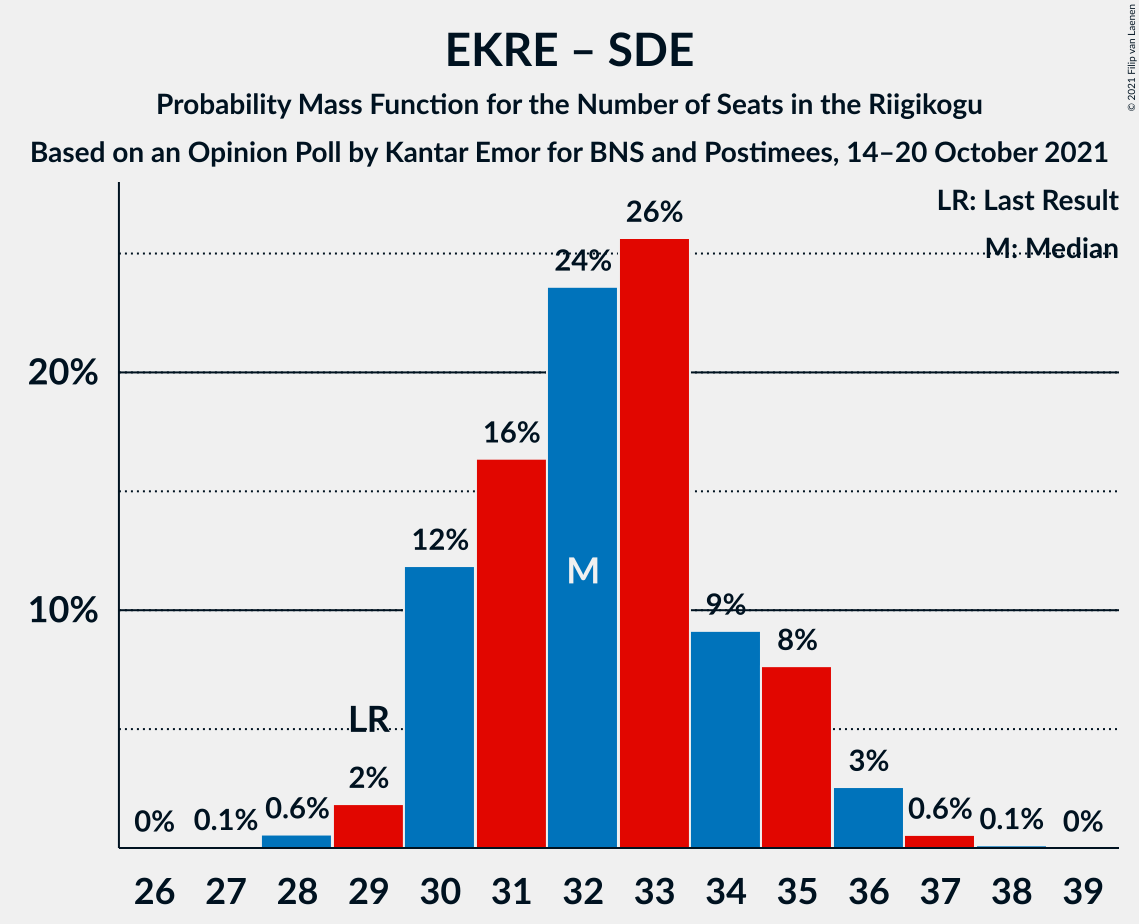 EKRE – SDE
Probability Mass Function for the Number of Seats in the Riigikogu
Based on an Opinion Poll by Kantar Emor for BNS and Postimees, 14–20 October 2021
© 2021 Filip van Laenen
LR: Last Result
M: Median
26%
24%
20%
16%
12%
M
10%
9%
8%
LR
3%
2%
0%
0.1%
0.6%
0.6%
0.1%
0%
26 27 28 29 30 31 32 33 34 35 36 37 38 39